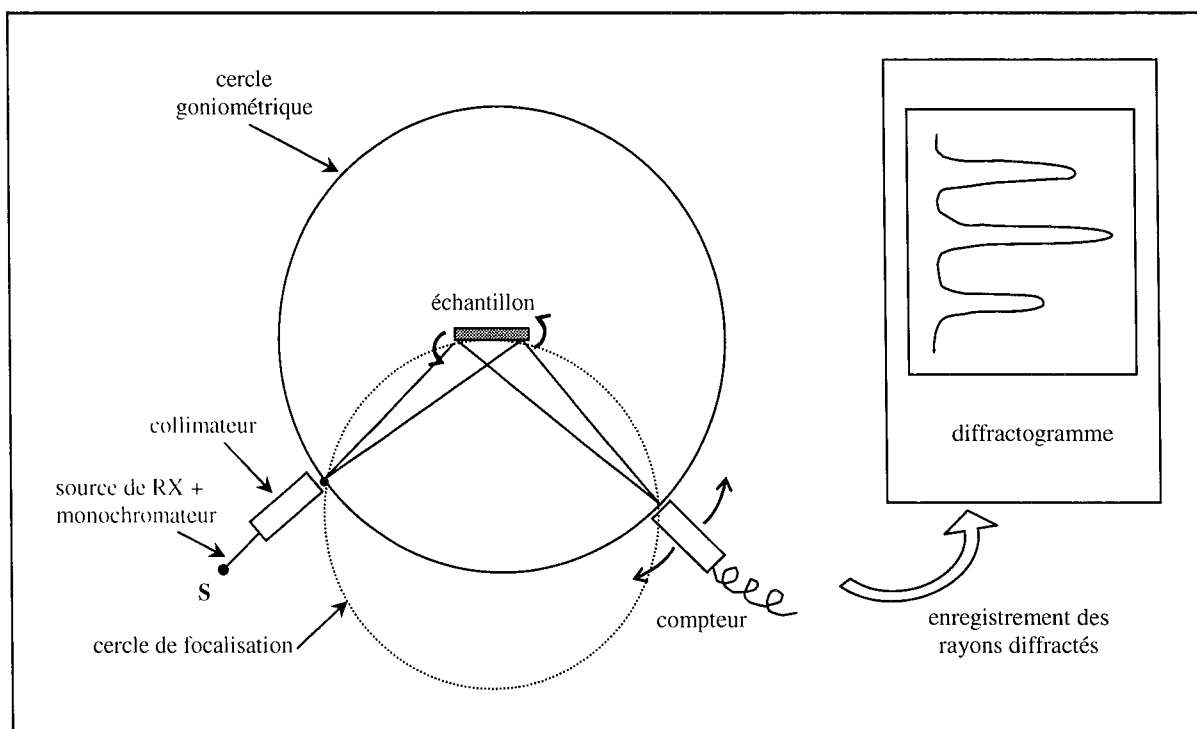 cercle
goniométrique
échantillon
collimateur
source de RX +
monochromateur
S
cercle de focalisation
compteur
diffractogramme
enregistrement des
rayons diffractés